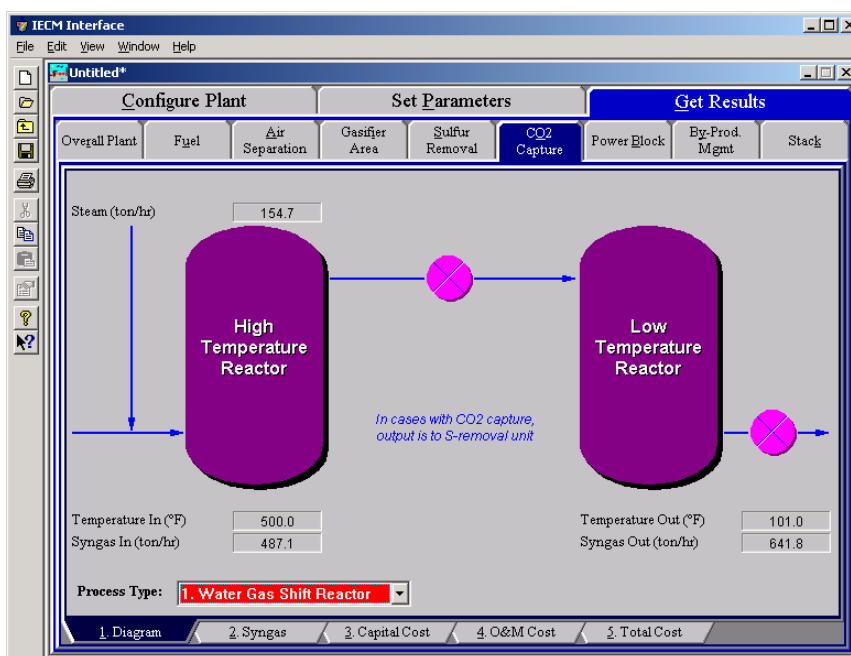 IECM Interface
File Edit View Window Help
Untitled*
Configure Plant Set Parameters Get Results
Overall Plant Fuel Air Separation Gasifier Area Sulfur Removal CO2 Capture Power Block By-Prod. Mgmt Stack
Steam (ton/hr) 154.7
High
Temperature
Reactor
Low
Temperature
Reactor
In cases with CO2 capture,
output is to S-removal unit
Temperature In (°F) 500.0 Temperature Out (°F) 101.0
Syngas In (ton/hr) 487.1 Syngas Out (ton/hr) 641.8
Process Type: 1. Water Gas Shift Reactor
1. Diagram 2. Syngas 3. Capital Cost 4. O&M Cost 5. Total Cost